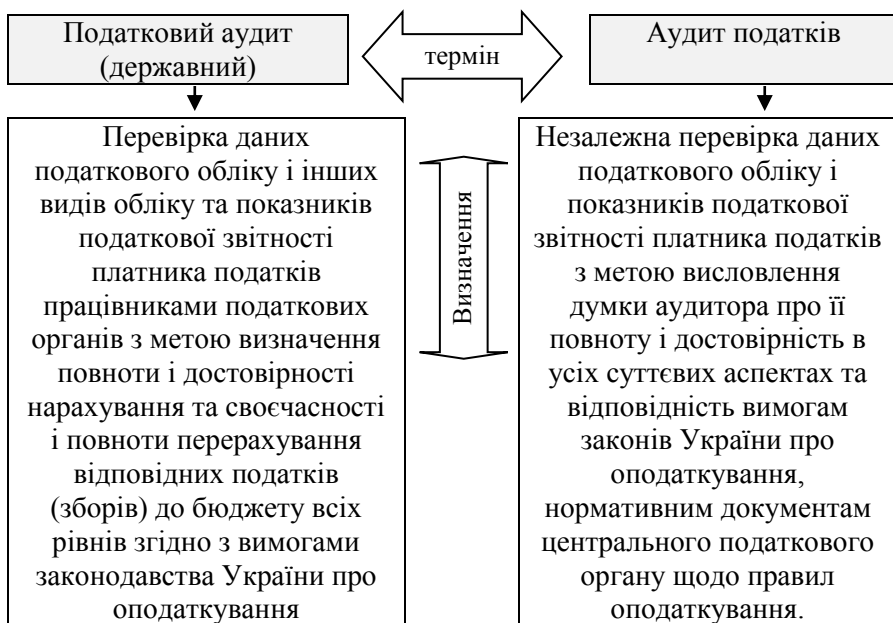 Податковий аудит
(державний)
термін
Аудит податків
Перевірка даних
податкового обліку і інших
видів обліку та показників
податкової звітності
платника податків
працівниками податкових
органів з метою визначення
повноти і достовірності
нарахування та своєчасності
і повноти перерахування
відповідних податків
(зборів) до бюджету всіх
рівнів згідно з вимогами
законодавства України про
оподаткування
Визначення
Незалежна перевірка даних
податкового обліку і
показників податкової
звітності платника податків
з метою висловлення
думки аудитора про її
повноту і достовірність в
усіх суттєвих аспектах та
відповідність вимогам
законів України про
оподаткування,
нормативним документам
центрального податкового
органу щодо правил
оподаткування.